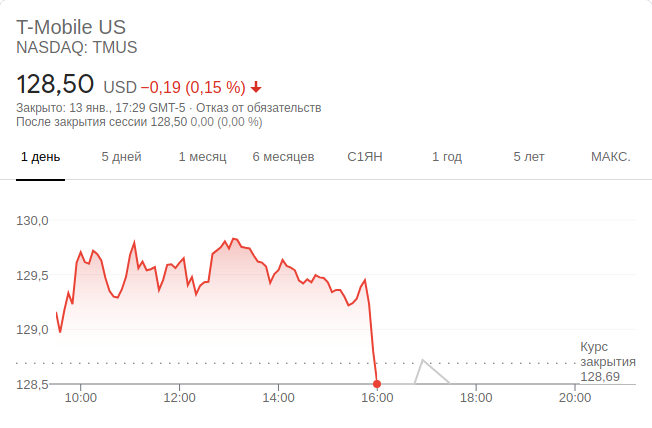 T-Mobile US
NASDAQ: TMUS
128,50 USD −0,19 (0,15 %)
Закрыто: 13 янв., 17:29 GMT-5 · Отказ от обязательств
После закрытия сессии 128,50 0,00 (0,00 %)
1 день 5 дней 1 месяц 6 месяцев С1ЯН 1 год 5 лет МАКС.
130,0
129,5
129,0
Курс
закрытия
128,69
128,5
10:00 12:00 14:00 16:00 18:00 20:00